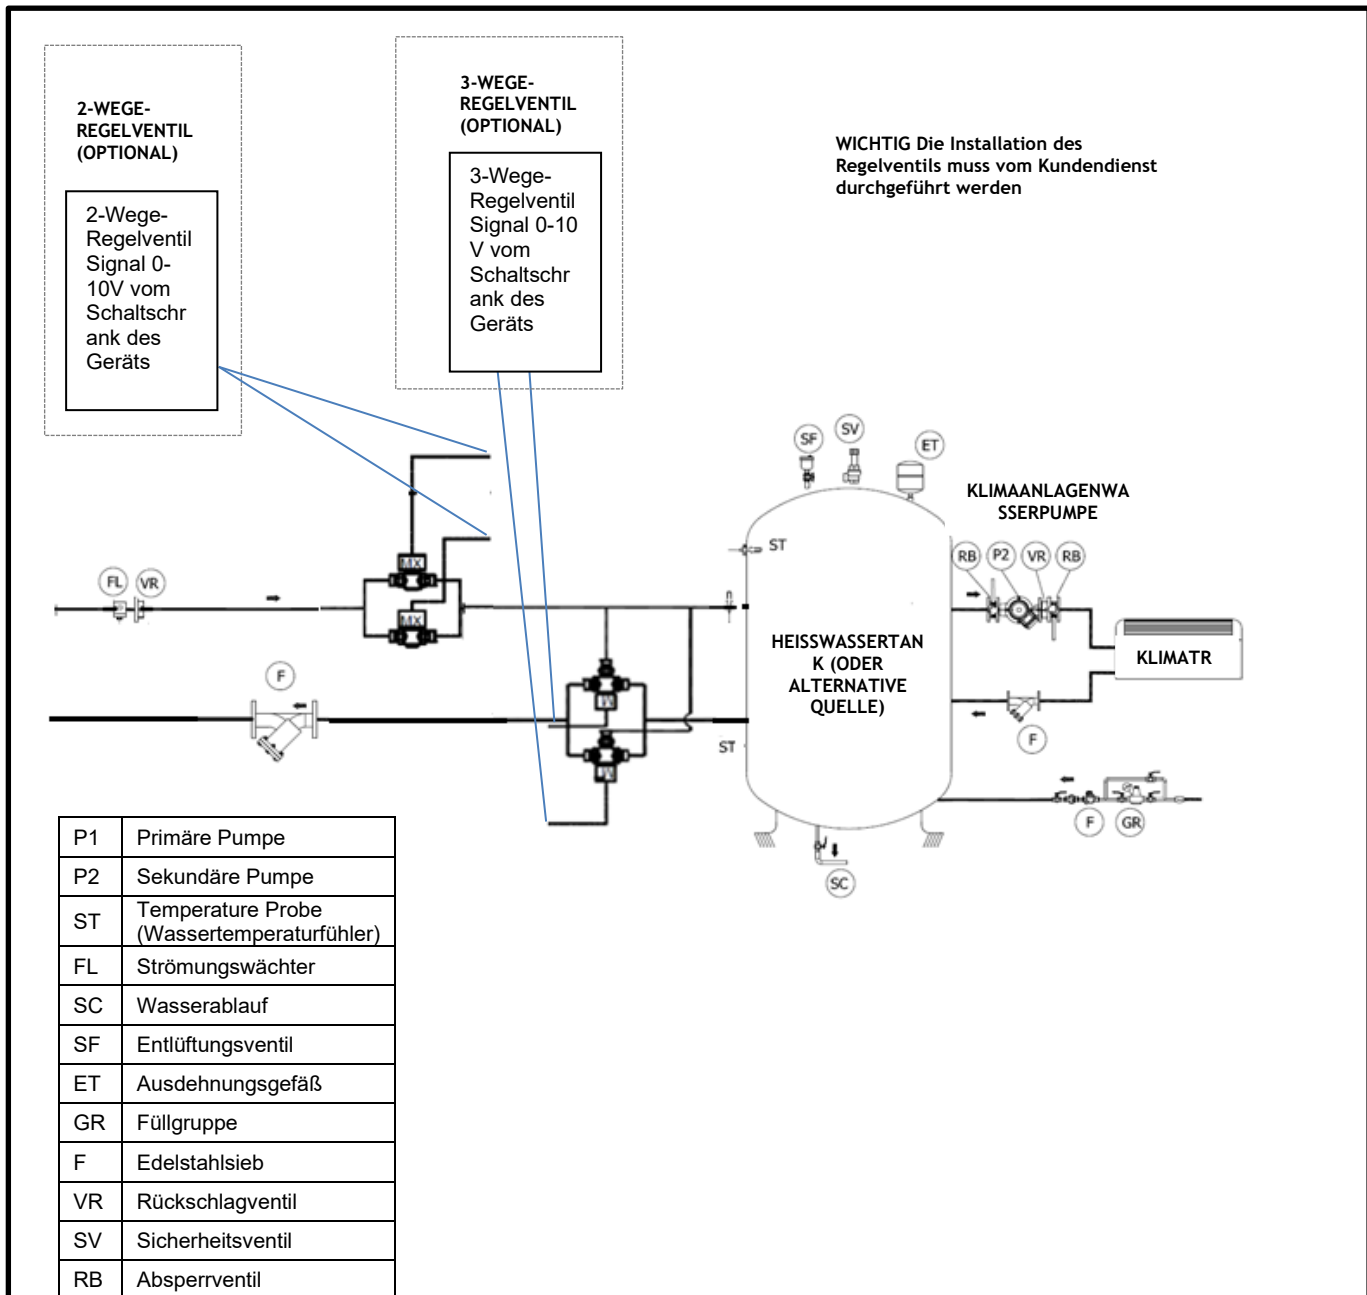 2-WEGE-
REGELVENTIL
(OPTIONAL)
2-Wege-
Regelventil
Signal 0-
10V vom
Schaltschr
ank des
Geräts
3-WEGE-
REGELVENTIL
(OPTIONAL)
3-Wege-
Regelventil
Signal 0-10
V vom
Schaltschr
ank des
Geräts
WICHTIG Die Installation des
Regelventils muss vom Kundendienst
durchgeführt werden
SF
SV
ET
KLIMAANLAGENWA
SSERPUMPE
ST
RB
P2
VR
RB
FL
VR
MX
MX
HEISSWASSERTAN
K (ODER
ALTERNATIVE
QUELLE)
KLIMATR
F
ST
F
F
GR
SC
P1 Primäre Pumpe
P2 Sekundäre Pumpe
ST Temperature Probe
(Wassertemperaturfühler)
FL Strömungswächter
SC Wasserablauf
SF Entlüftungsventil
ET Ausdehnungsgefäß
GR Füllgruppe
F Edelstahlsieb
VR Rückschlagventil
SV Sicherheitsventil
RB Absperrventil